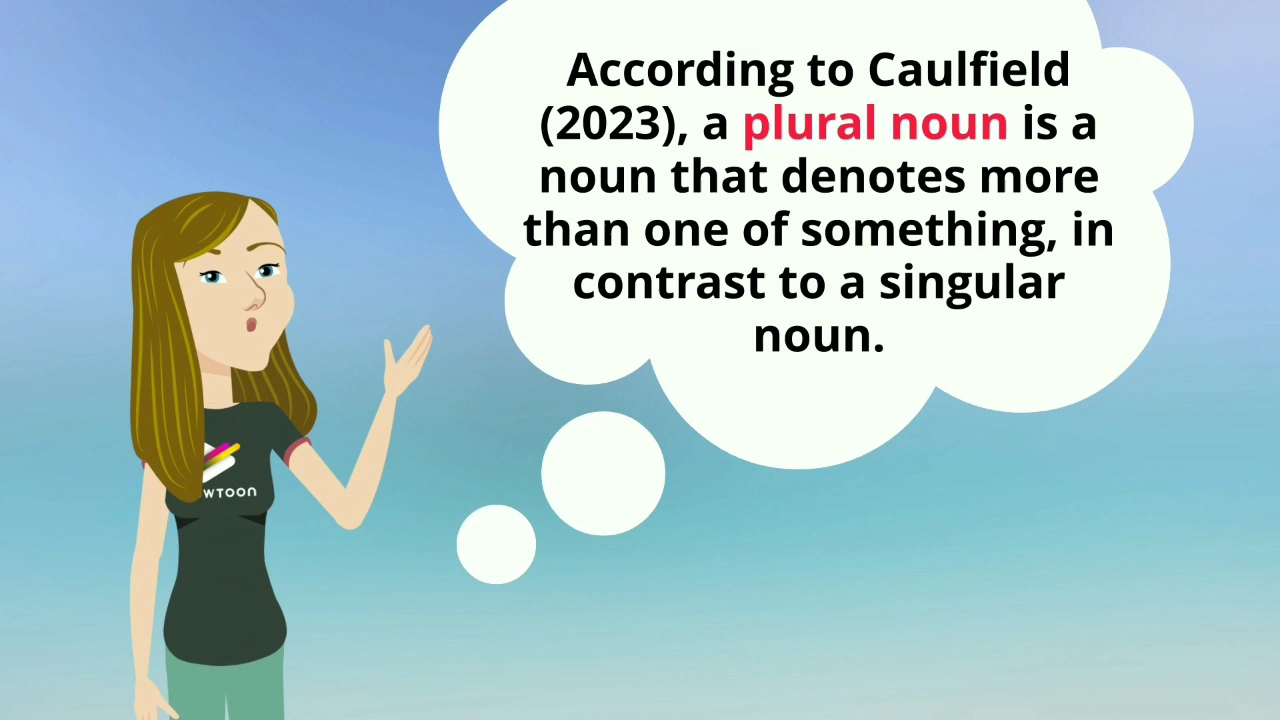 According to Caulfield
(2023), a plural noun is a
noun that denotes more
than one of something, in
contrast to a singular
noun.
wtoon